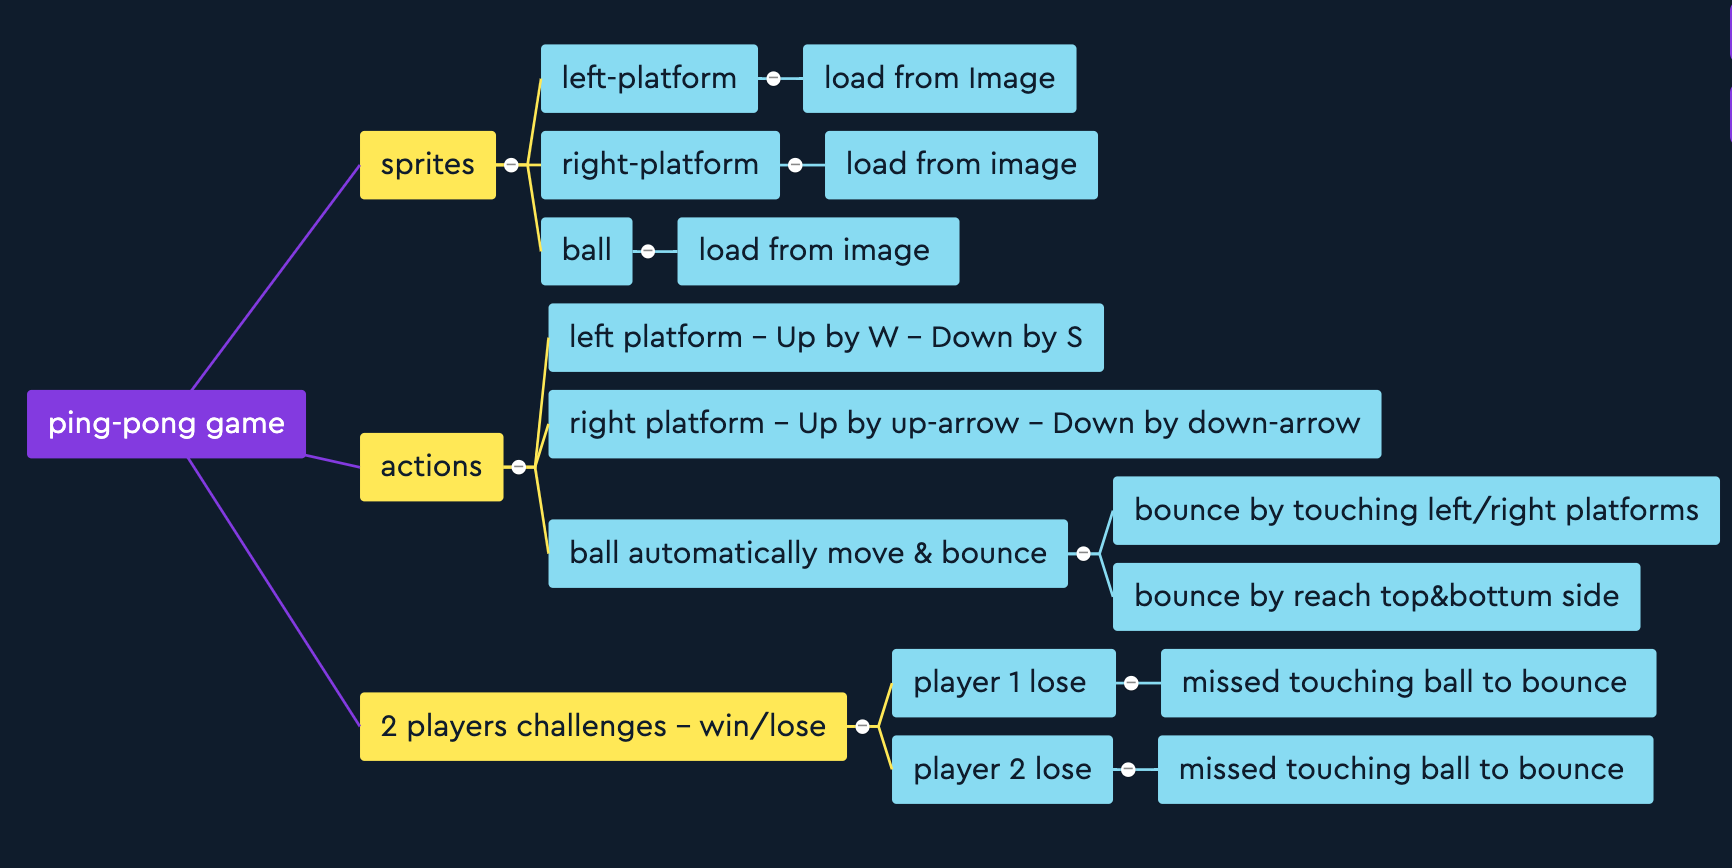 left-platform
load from Image
sprites
right-platform
load from image
ball
load from image
ping-pong game
actions
left platform – Up by W – Down by S
right platform – Up by up-arrow – Down by down-arrow
ball automatically move & bounce
bounce by touching left/right platforms
bounce by reach top&bottum side
2 players challenges – win/lose
player 1 lose
missed touching ball to bounce
player 2 lose
missed touching ball to bounce